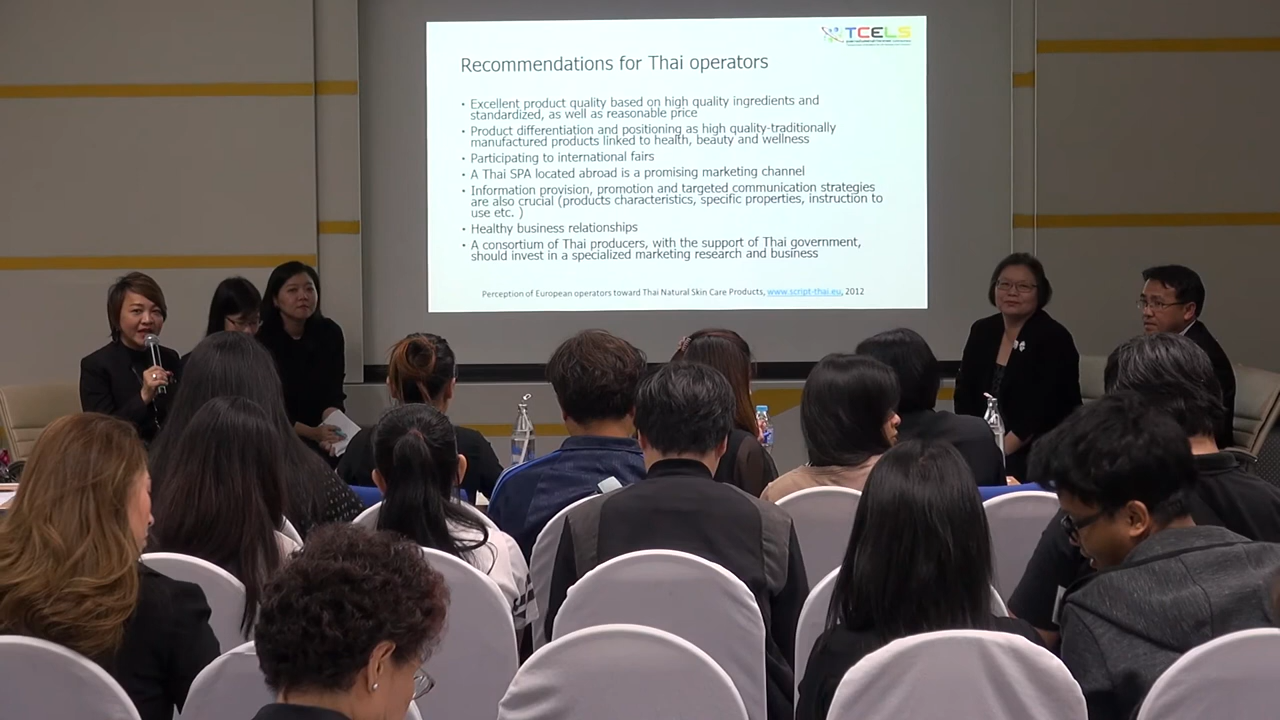 TCELS
Recommendations for Thai operators
• Excellent product quality based on high quality ingredients and
standardized, as well as reasonable price
• Product differentiation and positioning as high quality-traditionally
manufactured products linked to health, beauty and wellness
• Participating to international fairs
• A Thai SPA located abroad is a promising marketing channel
• Information provision, promotion and targeted communication strategies
are also crucial (products characteristics, specific properties, instruction to
use etc. )
• Healthy business relationships
• A consortium of Thai producers, with the support of Thai government,
should invest in a specialized marketing research and business
Perception of European operators toward Thai Natural Skin Care Products, www.script-thai.eu, 2012